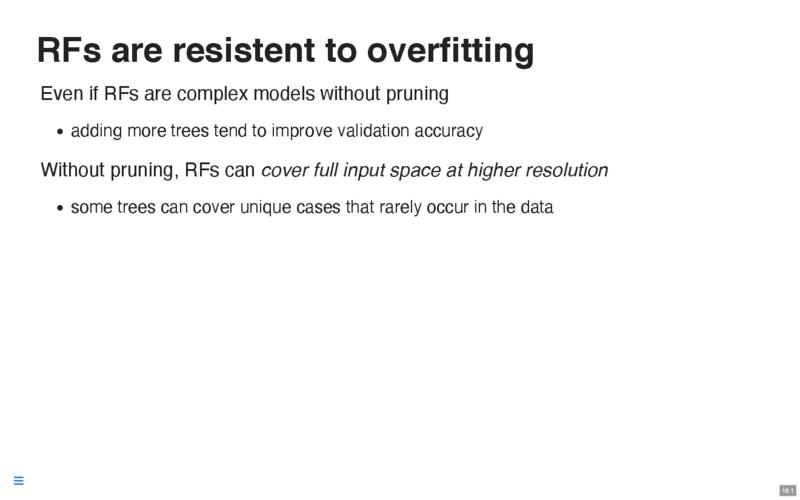 RFs are resistent to overfitting
Even if RFs are complex models without pruning
• adding more trees tend to improve validation accuracy
Without pruning, RFs can cover full input space at higher resolution
• some trees can cover unique cases that rarely occur in the data